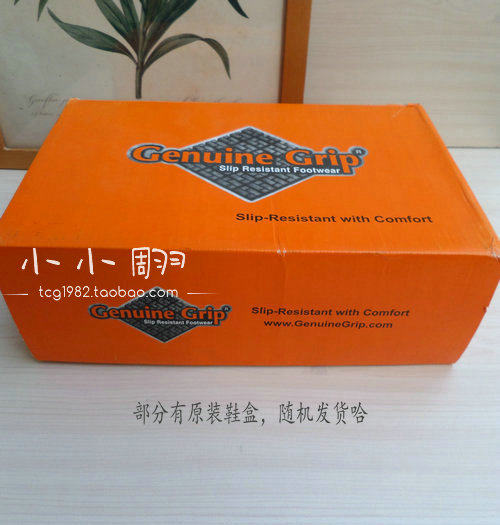 Genuine Grip®
Slip Resistant Footwear
Slip-Resistant with Comfort
小小周羽
tcg1982.taobao.com
Genuine Grip®
Slip Resistant Footwear
Slip-Resistant with Comfort
www.GenuineGrip.com
部分有原装鞋盒，随机发货哈